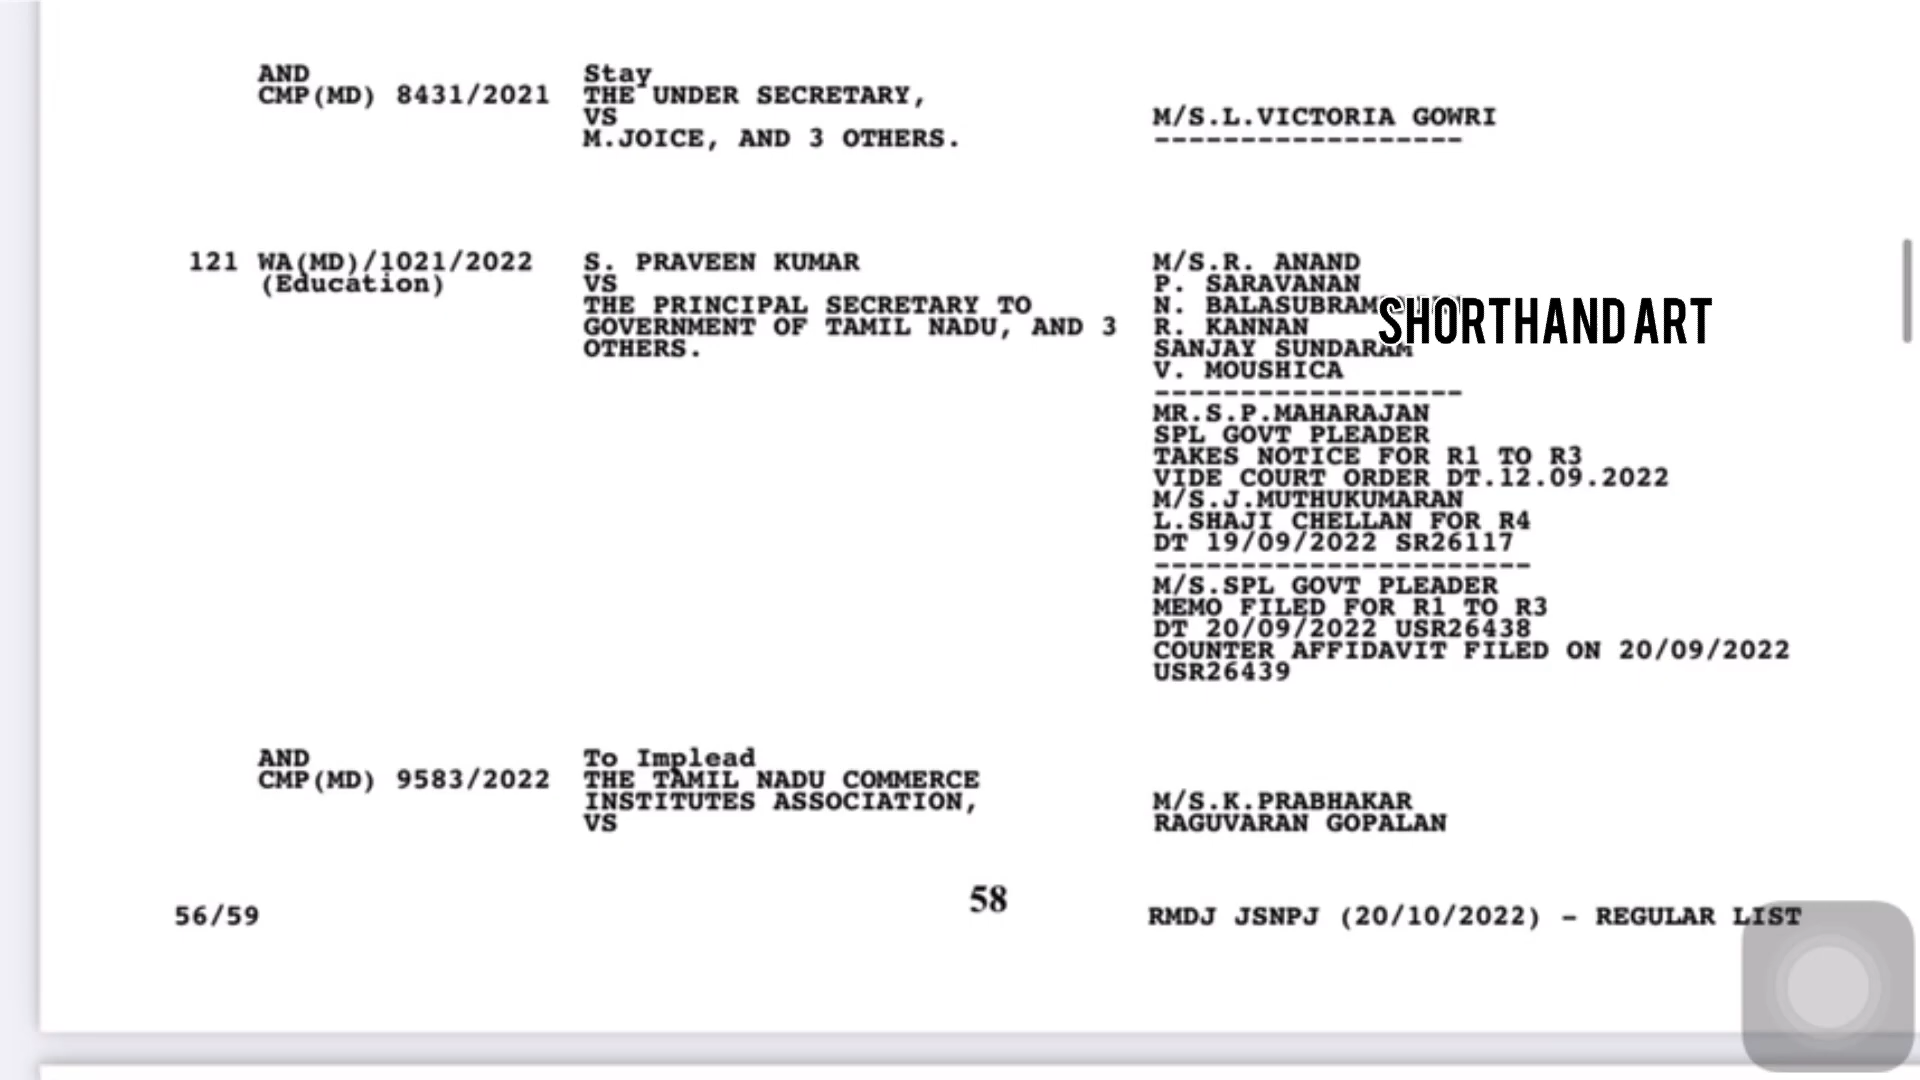 AND
CMP(MD) 8431/2021
Stay
THE UNDER SECRETARY,
VS
M.JOICE, AND 3 OTHERS.
M/S.L.VICTORIA GOWRI
------------------
121 WA(MD)/1021/2022
(Education)
S. PRAVEEN KUMAR
VS
THE PRINCIPAL SECRETARY TO
GOVERNMENT OF TAMIL NADU, AND 3
OTHERS.
M/S.R. ANAND
P. SARAVANAN
N.
R. KANNAN
SANJAY SUNDARAM
V. MOUSHICA
------------------
SHORTHAND ART
MR.S.P.MAHARAJAN
SPL GOVT PLEADER
TAKES NOTICE FOR R1 TO R3
VIDE COURT ORDER DT.12.09.2022
M/S.J.MUTHUKUMARAN
L.SHAJI CHELLAN FOR R4
DT 19/09/2022 SR26117
----------------------
M/S.SPL GOVT PLEADER
MEMO FILED FOR R1 TO R3
DT 20/09/2022 USR26438
COUNTER AFFIDAVIT FILED ON 20/09/2022
USR26439
AND
CMP(MD) 9583/2022
To Implead
THE TAMIL NADU COMMERCE
INSTITUTES ASSOCIATION,
VS
M/S.K.PRABHAKAR
RAGUVARAN GOPALAN
56/59
58
RMDJ JSNPJ (20/10/2022) - REGULAR LIST